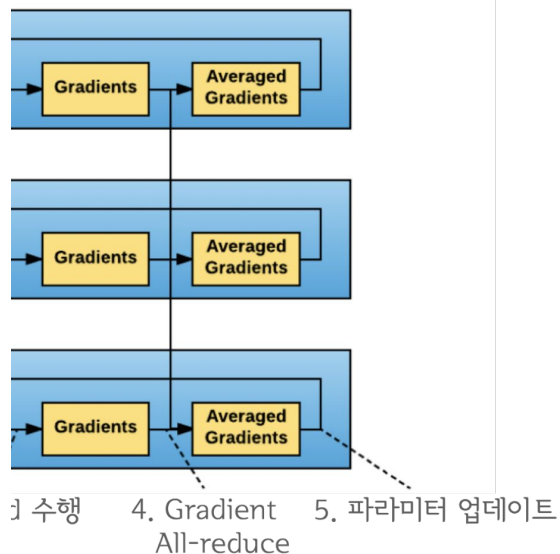 Gradients
Averaged
Gradients
Gradients
Averaged
Gradients
Gradients
Averaged
Gradients
d 수행
4. Gradient
All-reduce
5. 파라미터 업데이트